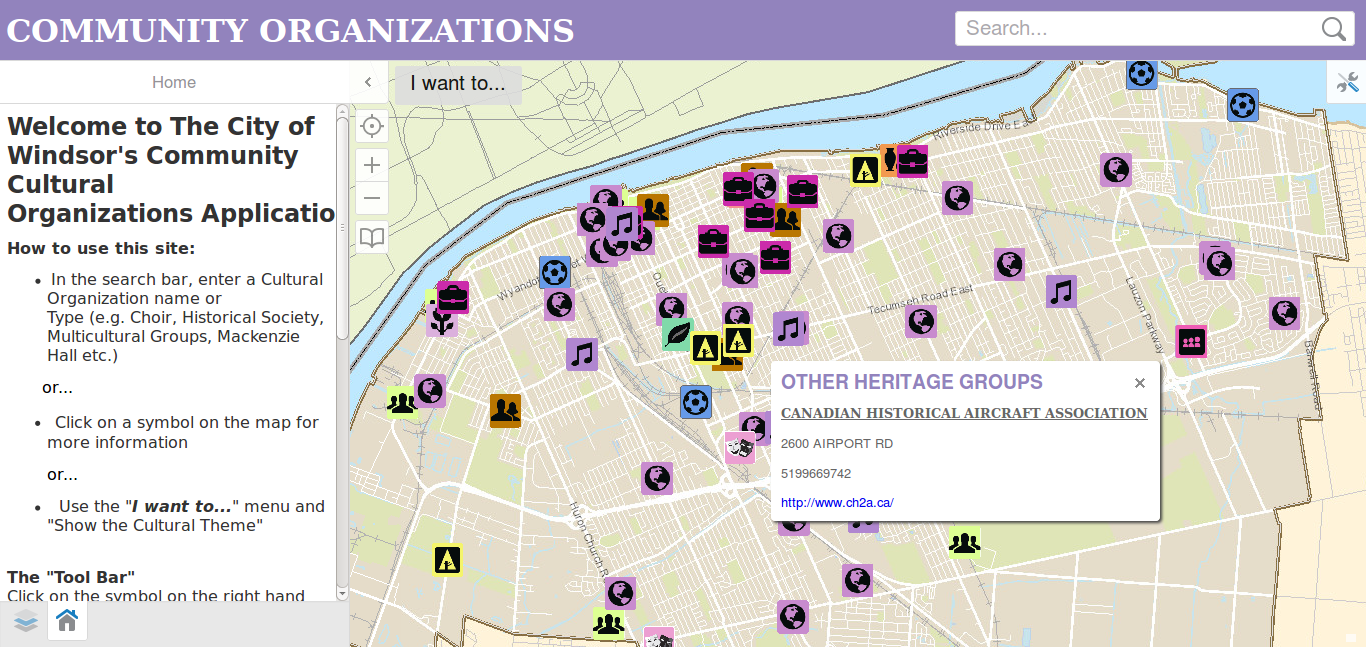 COMMUNITY ORGANIZATIONS
Search...
Home
I want to...
Welcome to The City of
Windsor's Community
Cultural
Organizations Applicatio
How to use this site:
• In the search bar, enter a Cultural
Organization name or
Type (e.g. Choir, Historical Society,
Multicultural Groups, Mackenzie
Hall etc.)
or...
• Click on a symbol on the map for
more information
or...
• Use the "I want to..." menu and
"Show the Cultural Theme"
The "Tool Bar"
Click on the symbol on the right hand
Riverside Drive Eas
Wyando
Oue
Tecumseh Road East
Lauzon Parkway
Huron Church R
OTHER HERITAGE GROUPS
CANADIAN HISTORICAL AIRCRAFT ASSOCIATION
2600 AIRPORT RD
5199669742
http://www.ch2a.ca/